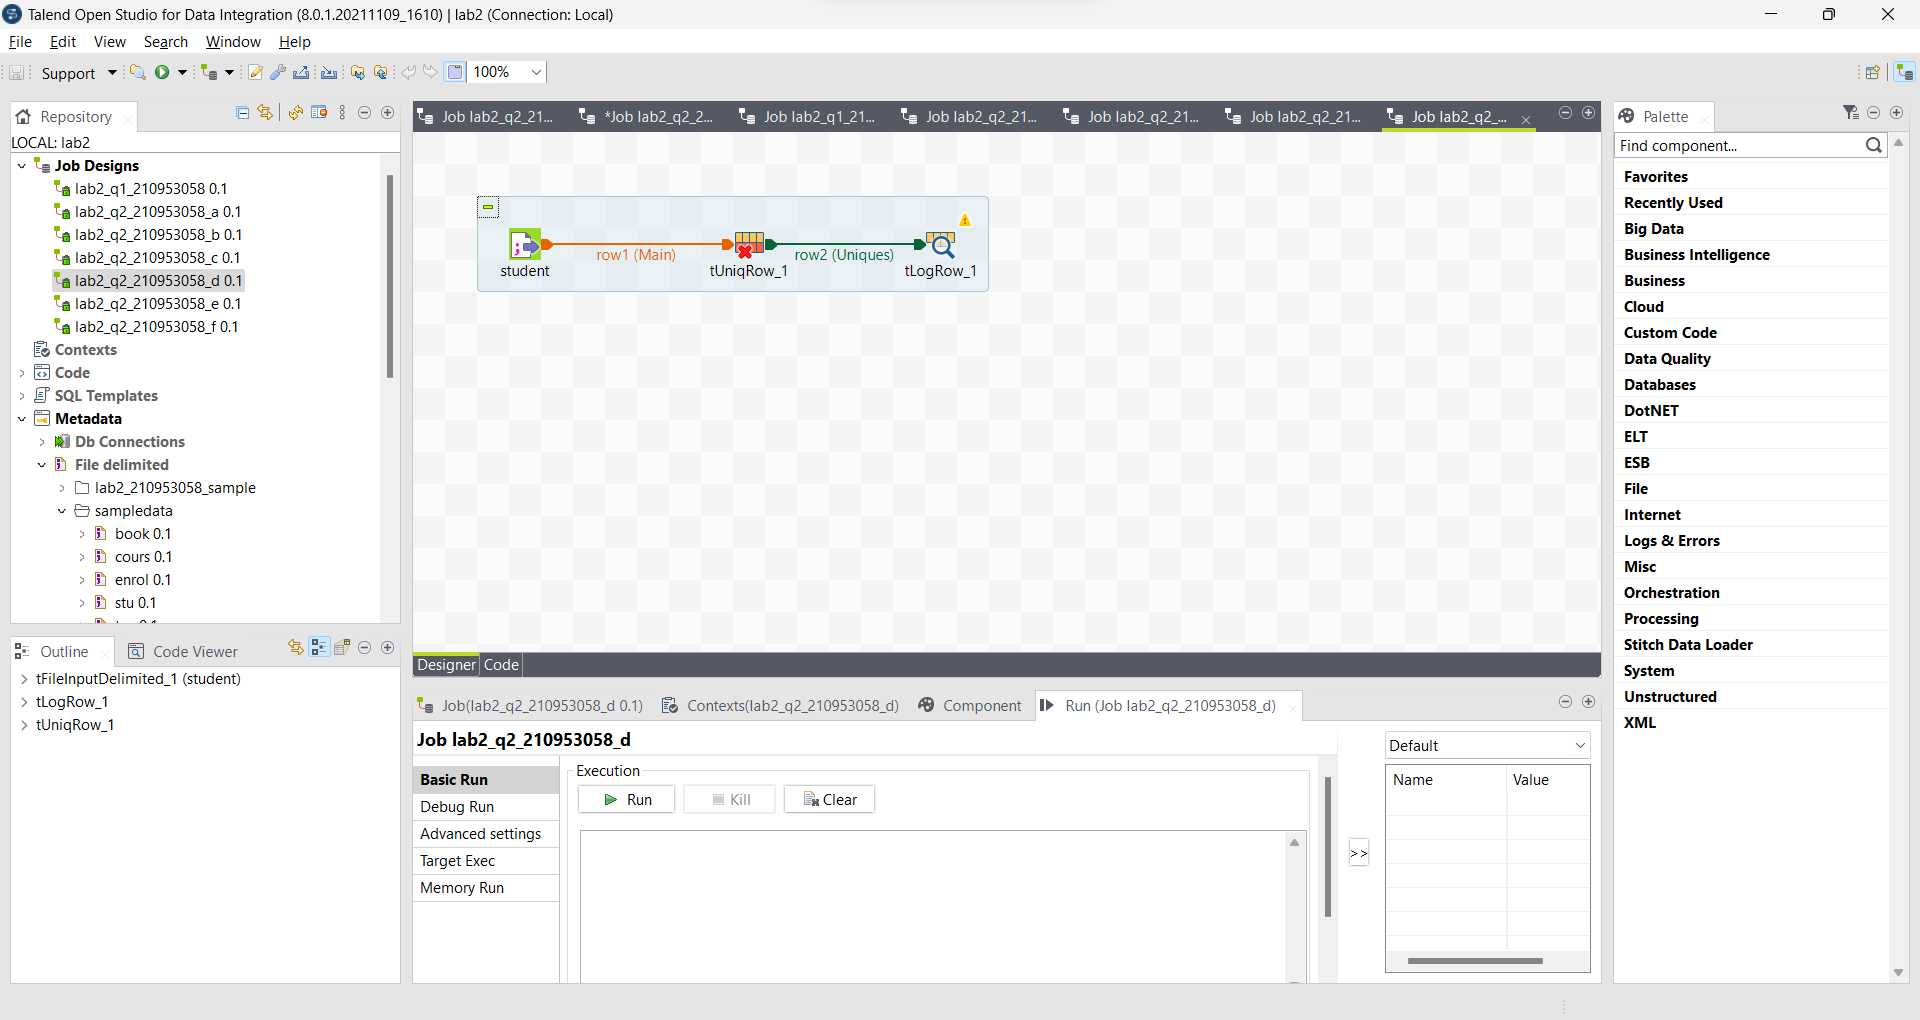 Talend Open Studio for Data Integration (8.0.1.20211109_1610) | lab2 (Connection: Local)
File Edit View Search Window Help
Support 100%
Repository
LOCAL: lab2
Job Designs
lab2_q1_210953058 0.1
lab2_q2_210953058_a 0.1
lab2_q2_210953058_b 0.1
lab2_q2_210953058_c 0.1
lab2_q2_210953058_d 0.1
lab2_q2_210953058_e 0.1
lab2_q2_210953058_f 0.1
Contexts
Code
SQL Templates
Metadata
Db Connections
File delimited
lab2_210953058_sample
sampledata
book 0.1
cours 0.1
enrol 0.1
stu 0.1
Outline Code Viewer
tFileInputDelimited_1 (student)
tLogRow_1
tUniqRow_1
Job lab2_q2_21... *Job lab2_q2_2... Job lab2_q1_21... Job lab2_q2_21... Job lab2_q2_21... Job lab2_q2_21... Job lab2_q2_...
row1 (Main) row2 (Uniques)
student tUniqRow_1 tLogRow_1
Designer Code
Job(lab2_q2_210953058_d 0.1) Contexts(lab2_q2_210953058_d) Component Run (Job lab2_q2_210953058_d)
Job lab2_q2_210953058_d
Basic Run
Debug Run
Advanced settings
Target Exec
Memory Run
Execution
Run Kill Clear
>>
Default
Name Value
Palette
Find component...
Favorites
Recently Used
Big Data
Business Intelligence
Business
Cloud
Custom Code
Data Quality
Databases
DotNET
ELT
ESB
File
Internet
Logs & Errors
Misc
Orchestration
Processing
Stitch Data Loader
System
Unstructured
XML